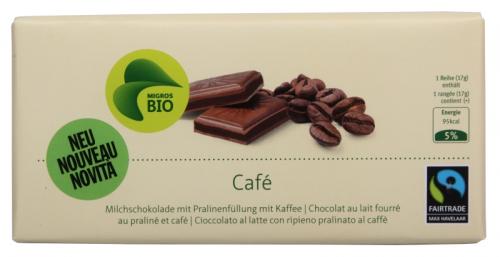 MIGROS
BIO
NEU
NOUVEAU
NOVITÀ
1 Reihe (17g)
enthält
1 rangée (17g)
contient (•)
Energie
95kcal
5%
Café
Milchschokolade mit Pralinenfüllung mit Kaffee | Chocolat au lait fourré
au praliné et café | Cioccolato al latte con ripieno pralinato al caffè
FAIRTRADE
MAX HAVELAAR